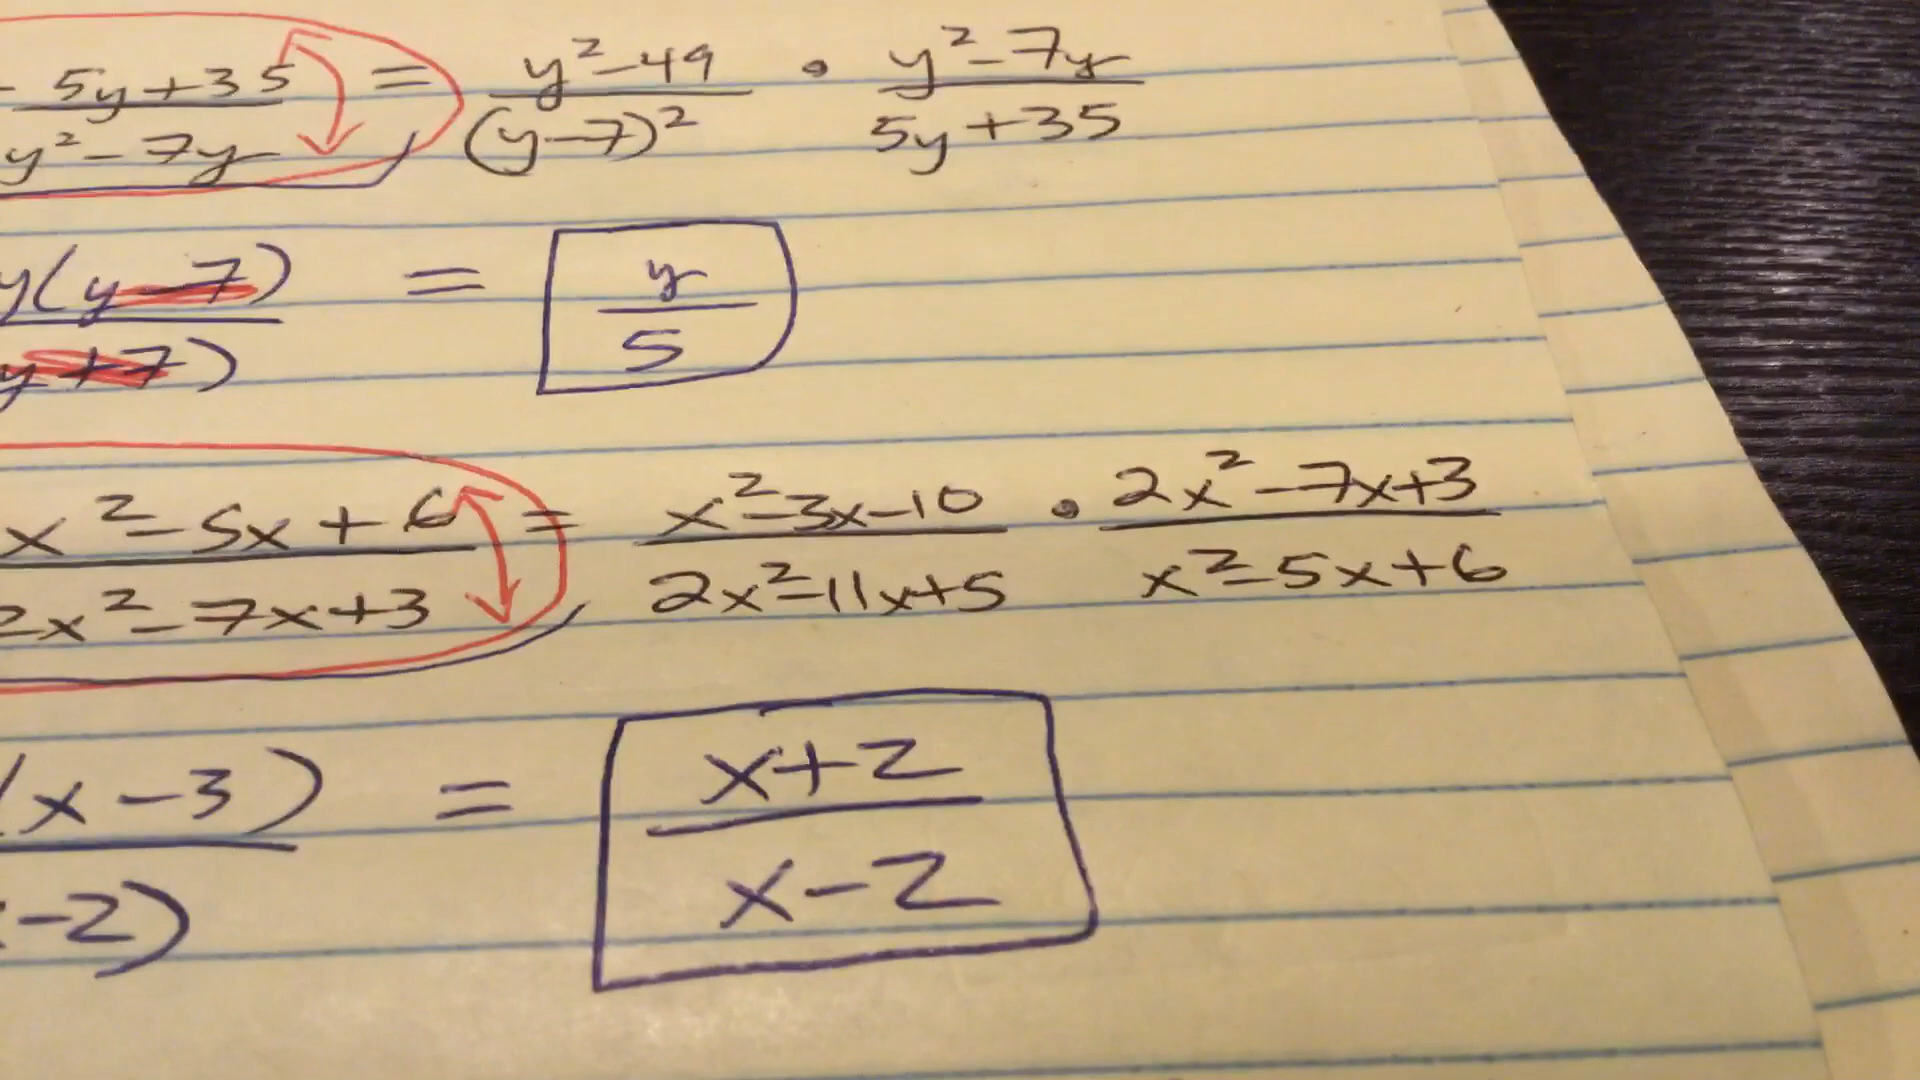 5y+35 = y²-49 • y²-7y
y²-7y (y-7)² 5y+35
y(y-7) = y
y+7) 5
x²-5x+6 = x²-3x-10 • 2x²-7x+3
2x²-7x+3 2x²-11x+5 x²-5x+6
(x-3) = x+2
-2) x-2